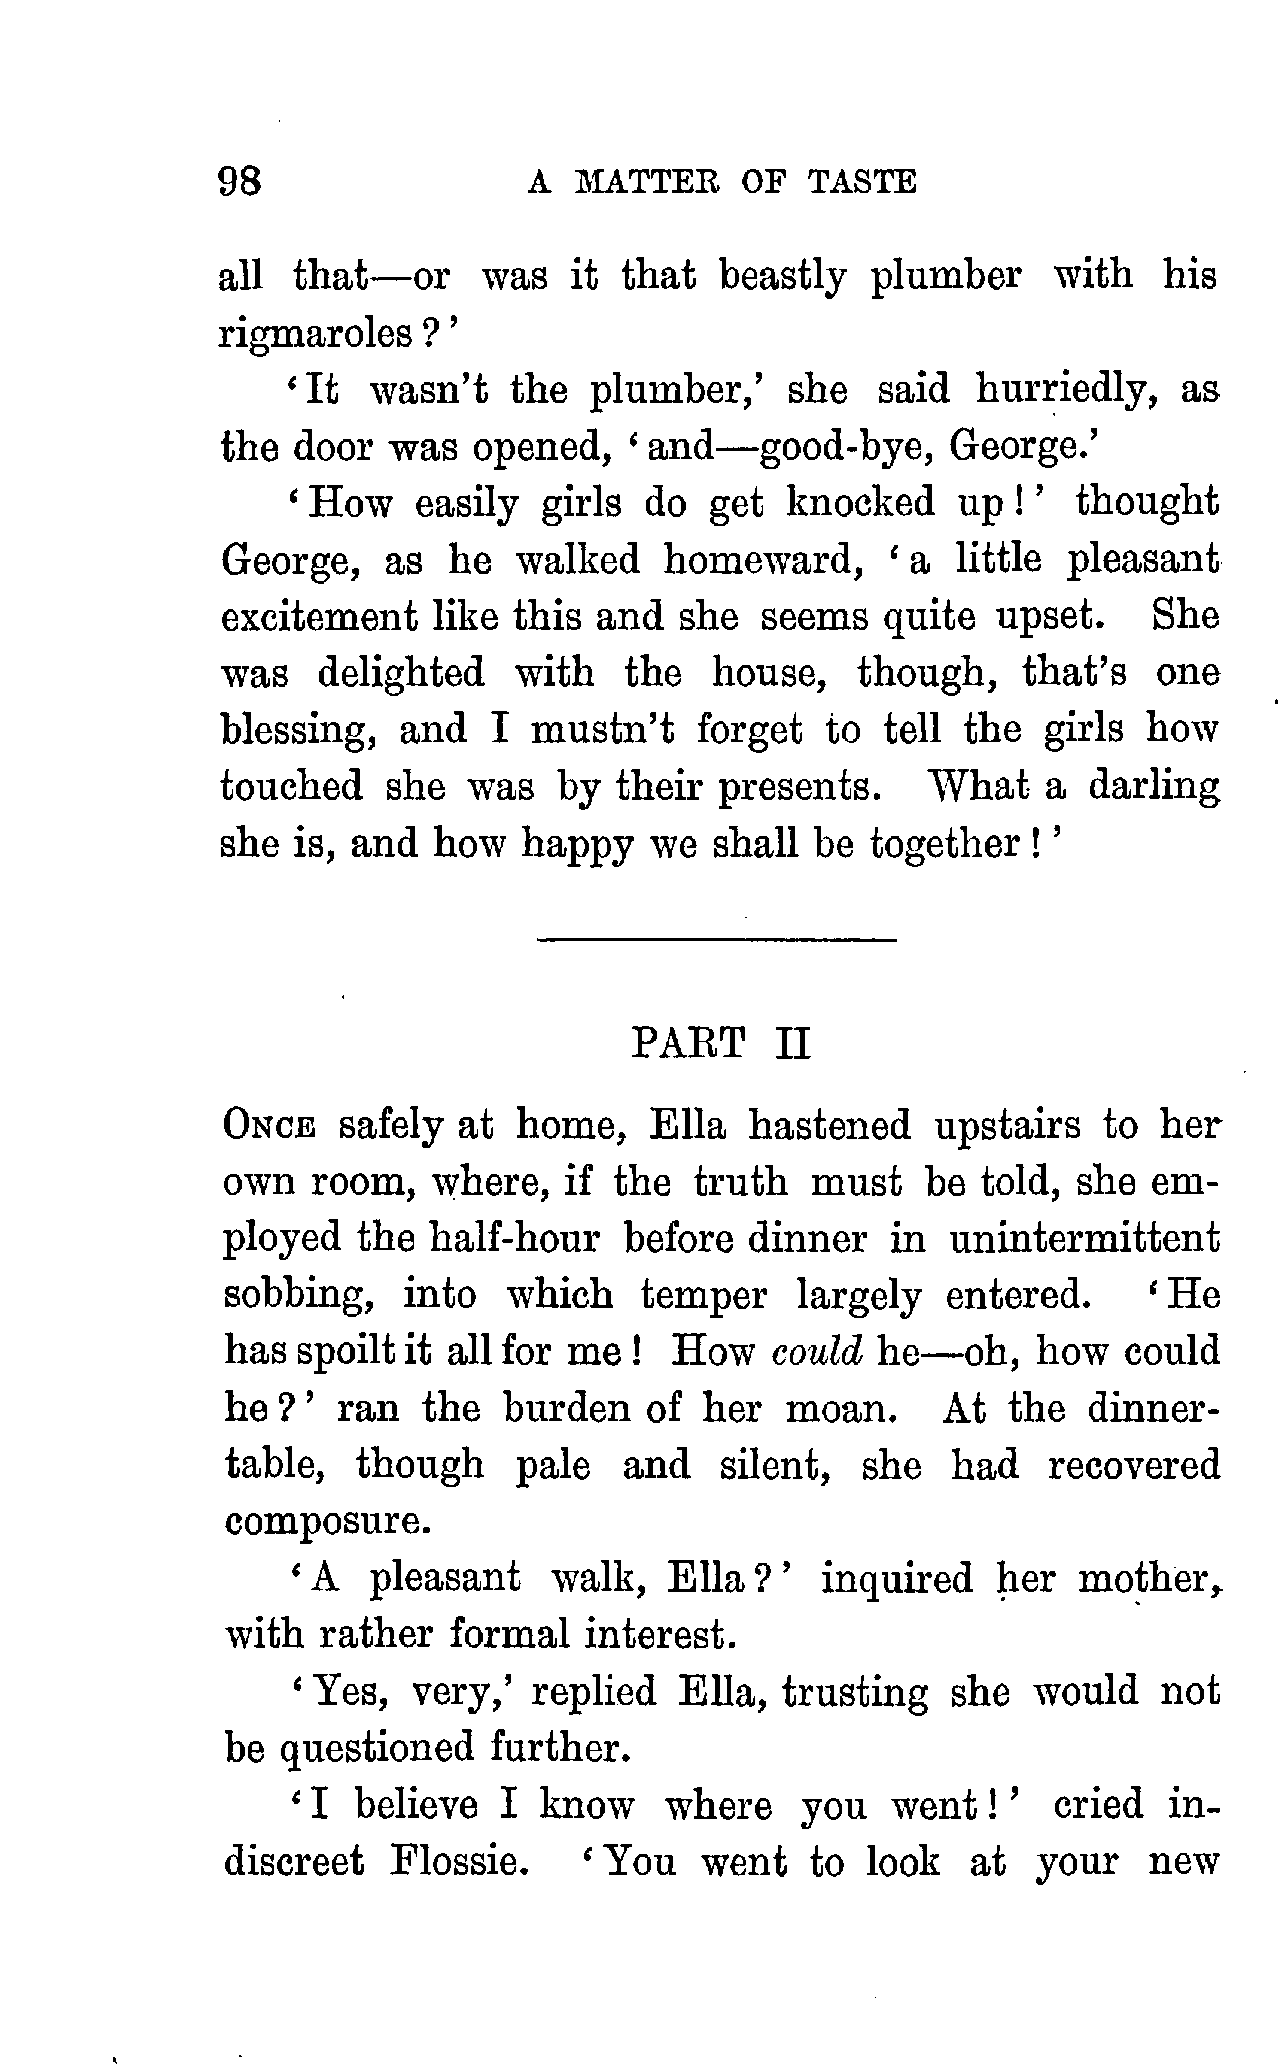 98 A MATTER OF TASTE
all that—or was it that beastly plumber with his
rigmaroles?'
'It wasn't the plumber,' she said hurriedly, as
the door was opened, 'and—good-bye, George.'
'How easily girls do get knocked up!' thought
George, as he walked homeward, 'a little pleasant
excitement like this and she seems quite upset. She
was delighted with the house, though, that's one
blessing, and I mustn't forget to tell the girls how
touched she was by their presents. What a darling
she is, and how happy we shall be together!'
PART II
ONCE safely at home, Ella hastened upstairs to her
own room, where, if the truth must be told, she em-
ployed the half-hour before dinner in unintermittent
sobbing, into which temper largely entered. 'He
has spoilt it all for me! How could he—oh, how could
he?' ran the burden of her moan. At the dinner-
table, though pale and silent, she had recovered
composure.
'A pleasant walk, Ella?' inquired her mother,
with rather formal interest.
'Yes, very,' replied Ella, trusting she would not
be questioned further.
'I believe I know where you went!' cried in-
discreet Flossie. 'You went to look at your new